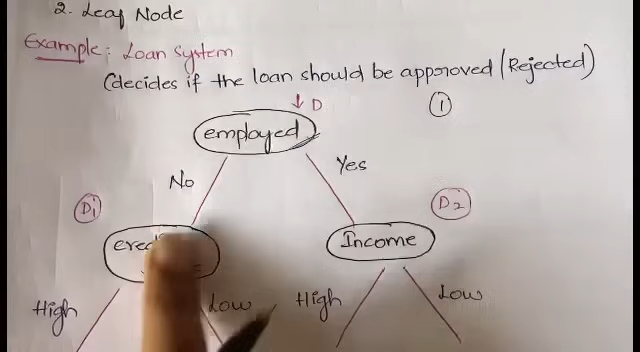 2. Leaf Node
Example: Loan System
(decides if the loan should be approved/Rejected)
↓ D
①
employed
No
Yes
D1
D2
Income
High
Low
High
Low